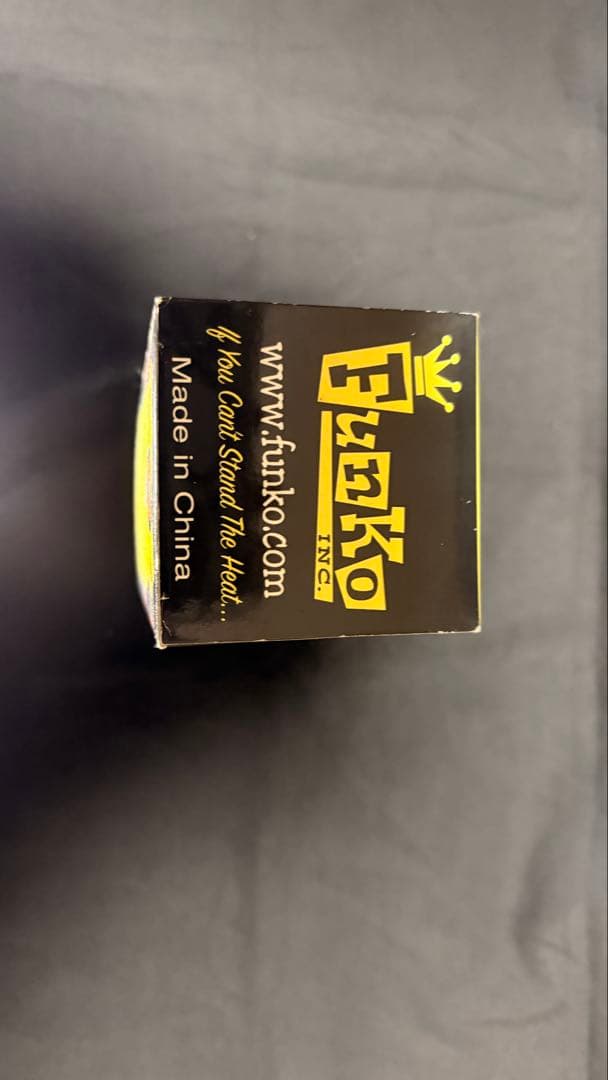 Funko
INC.
www.funko.com
If You Can't Stand The Heat...
Made in China